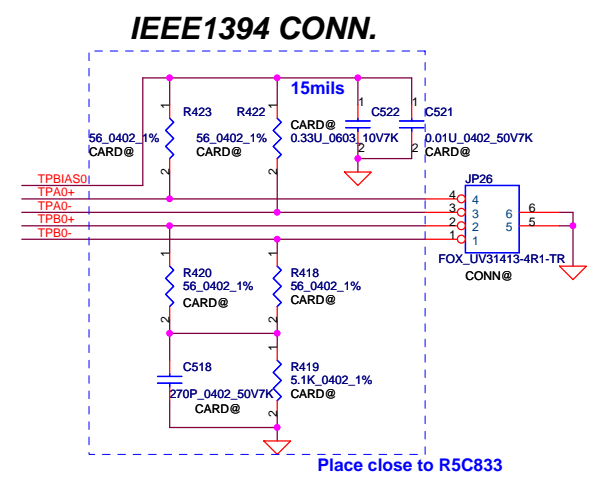 IEEE1394 CONN.
15mils
1 1 1 1
R423 R422 C522 C521
56_0402_1% 56_0402_1% CARD@ 0.33U_0603_10V7K 0.01U_0402_50V7K
CARD@ CARD@ CARD@
2 2 2 2
TPBIAS0
TPA0+
TPA0-
TPB0+
TPB0-
JP26
4 4
3 3 6 6
2 2 5 5
1 1
FOX_UV31413-4R1-TR
CONN@
1 1
R420 R418
56_0402_1% 56_0402_1%
CARD@ CARD@
2 2
1
C518 R419
270P_0402_50V7K 5.1K_0402_1%
CARD@ CARD@
2
Place close to R5C833